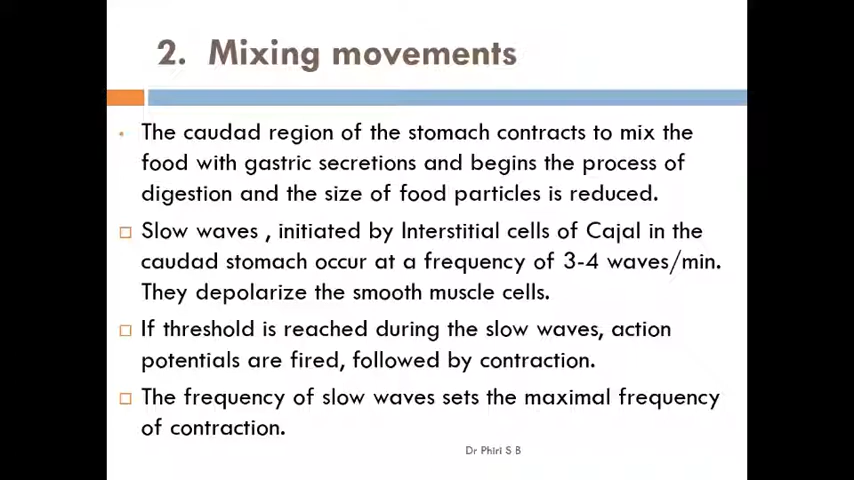 2. Mixing movements
The caudad region of the stomach contracts to mix the
food with gastric secretions and begins the process of
digestion and the size of food particles is reduced.
Slow waves , initiated by Interstitial cells of Cajal in the
caudad stomach occur at a frequency of 3-4 waves/min.
They depolarize the smooth muscle cells.
If threshold is reached during the slow waves, action
potentials are fired, followed by contraction.
The frequency of slow waves sets the maximal frequency
of contraction.
Dr Phiri S B